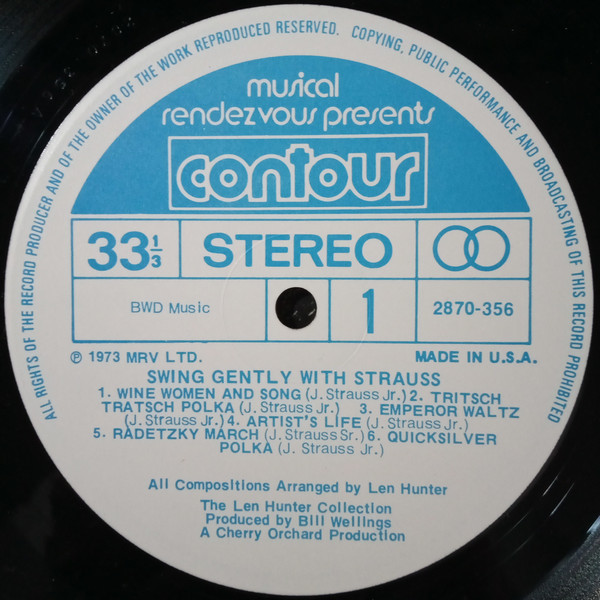 ALL RIGHTS OF THE RECORD PRODUCER AND OF THE OWNER OF THE WORK REPRODUCED RESERVED. COPYING, PUBLIC PERFORMANCE AND BROADCASTING OF THIS RECORD PROHIBITED
musical
rendezvous presents
contour
33 1/3 STEREO
BWD Music 1 2870-356
℗ 1973 MRV LTD. MADE IN U.S.A.
SWING GENTLY WITH STRAUSS
1. WINE WOMEN AND SONG (J. Strauss Jr.) 2. TRITSCH
TRATSCH POLKA (J. Strauss Jr.) 3. EMPEROR WALTZ
(J. Strauss Jr.) 4. ARTIST'S LIFE (J. Strauss Jr.)
5. RADETZKY MARCH (J. Strauss Sr.) 6. QUICKSILVER
POLKA (J. Strauss Jr.)
All Compositions Arranged by Len Hunter
The Len Hunter Collection
Produced by Bill Wellings
A Cherry Orchard Production